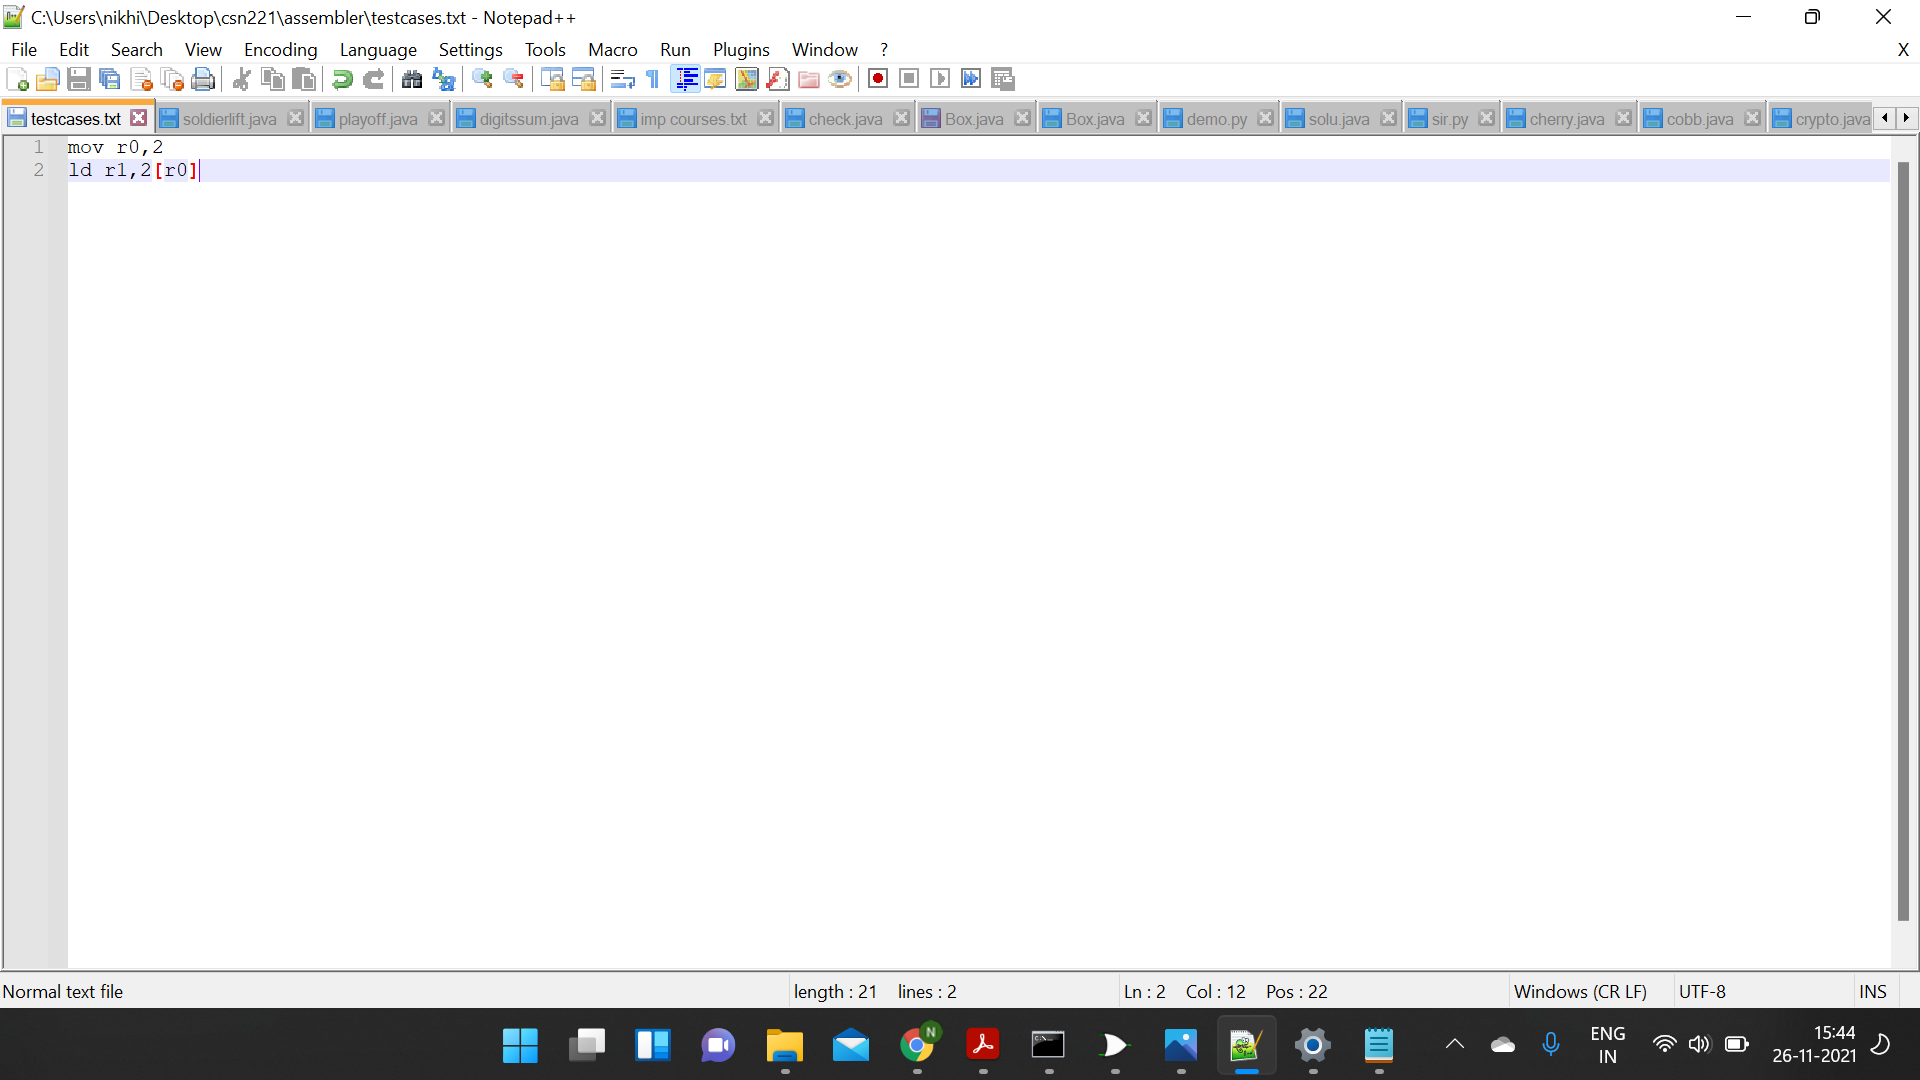 C:\Users\nikhi\Desktop\csn221\assembler\testcases.txt - Notepad++
File Edit Search View Encoding Language Settings Tools Macro Run Plugins Window ? X
testcases.txt soldierlift.java playoff.java digitssum.java imp courses.txt check.java Box.java Box.java demo.py solu.java sir.py cherry.java cobb.java crypto.java
1 mov r0,2
2 ld r1,2[r0]
Normal text file length : 21 lines : 2 Ln : 2 Col : 12 Pos : 22 Windows (CR LF) UTF-8 INS
N
ENG
IN
15:44
26-11-2021